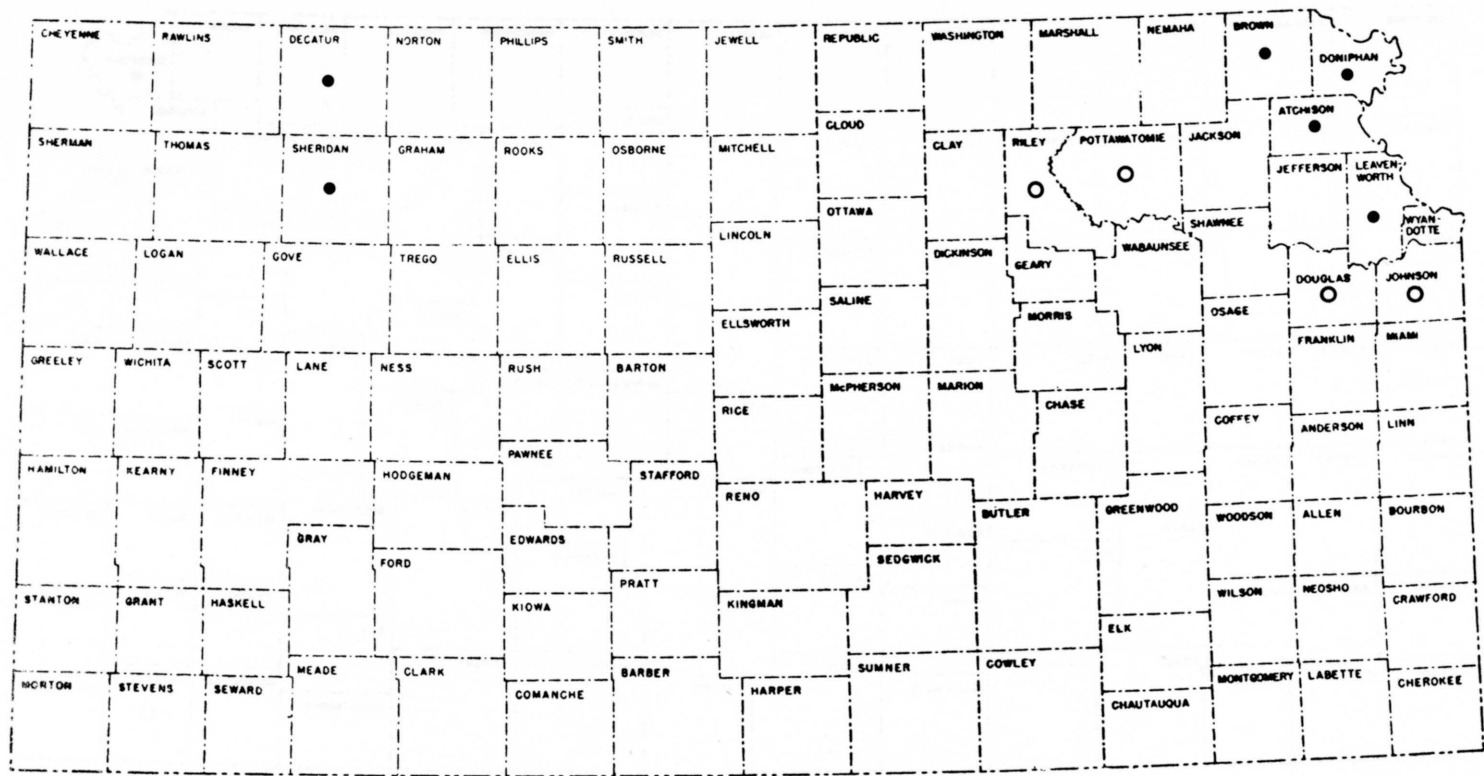 CHEYENNE
RAWLINS
DECATUR
NORTON
PHILLIPS
SMITH
JEWELL
REPUBLIC
WASHINGTON
MARSHALL
NEMAHA
BROWN
DONIPHAN
ATCHISON
SHERMAN
THOMAS
SHERIDAN
GRAHAM
ROOKS
OSBORNE
MITCHELL
CLOUD
CLAY
RILEY
POTTAWATOMIE
JACKSON
JEFFERSON
LEAVEN
WORTH
WYAN
DOTTE
WALLACE
LOGAN
GOVE
TREGO
ELLIS
RUSSELL
LINCOLN
OTTAWA
DICKINSON
GEARY
WABAUNSEE
SHAWNEE
DOUGLAS
JOHNSON
ELLSWORTH
SALINE
MORRIS
LYON
OSAGE
FRANKLIN
MIAMI
GREELEY
WICHITA
SCOTT
LANE
NESS
RUSH
BARTON
RICE
McPHERSON
MARION
CHASE
COFFEY
ANDERSON
LINN
HAMILTON
KEARNY
FINNEY
HODGEMAN
PAWNEE
STAFFORD
RENO
HARVEY
BUTLER
GREENWOOD
WOODSON
ALLEN
BOURBON
GRAY
FORD
EDWARDS
PRATT
SEDGWICK
STANTON
GRANT
HASKELL
KIOWA
KINGMAN
ELK
WILSON
NEOSHO
CRAWFORD
MORTON
STEVENS
SEWARD
MEADE
CLARK
COMANCHE
BARBER
HARPER
SUMNER
COWLEY
CHAUTAUQUA
MONTGOMERY
LABETTE
CHEROKEE